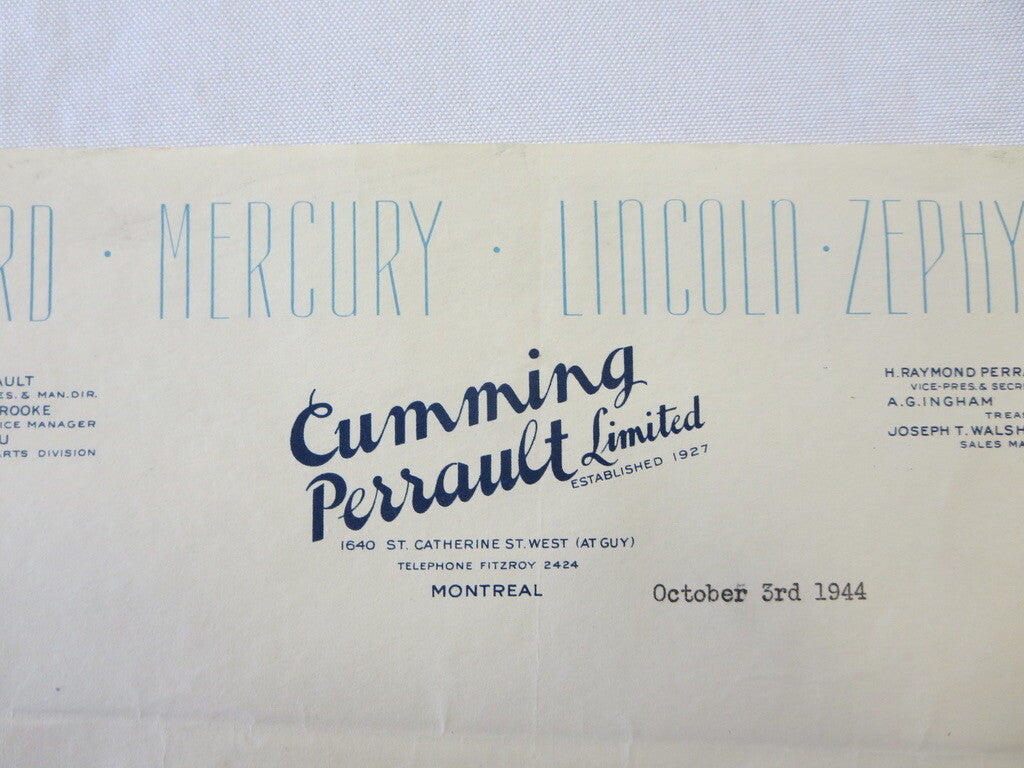 RD · MERCURY · LINCOLN · ZEPHY
AULT
ES. & MAN. DIR.
ROOKE
ICE MANAGER
U
ARTS DIVISION
Cumming
Perrault Limited
ESTABLISHED 1927
1640 ST. CATHERINE ST. WEST (AT GUY)
TELEPHONE FITZROY 2424
MONTREAL
H. RAYMOND PERR
VICE-PRES. & SECR
A.G. INGHAM
TREAS
JOSEPH T. WALSH
SALES MA
October 3rd 1944